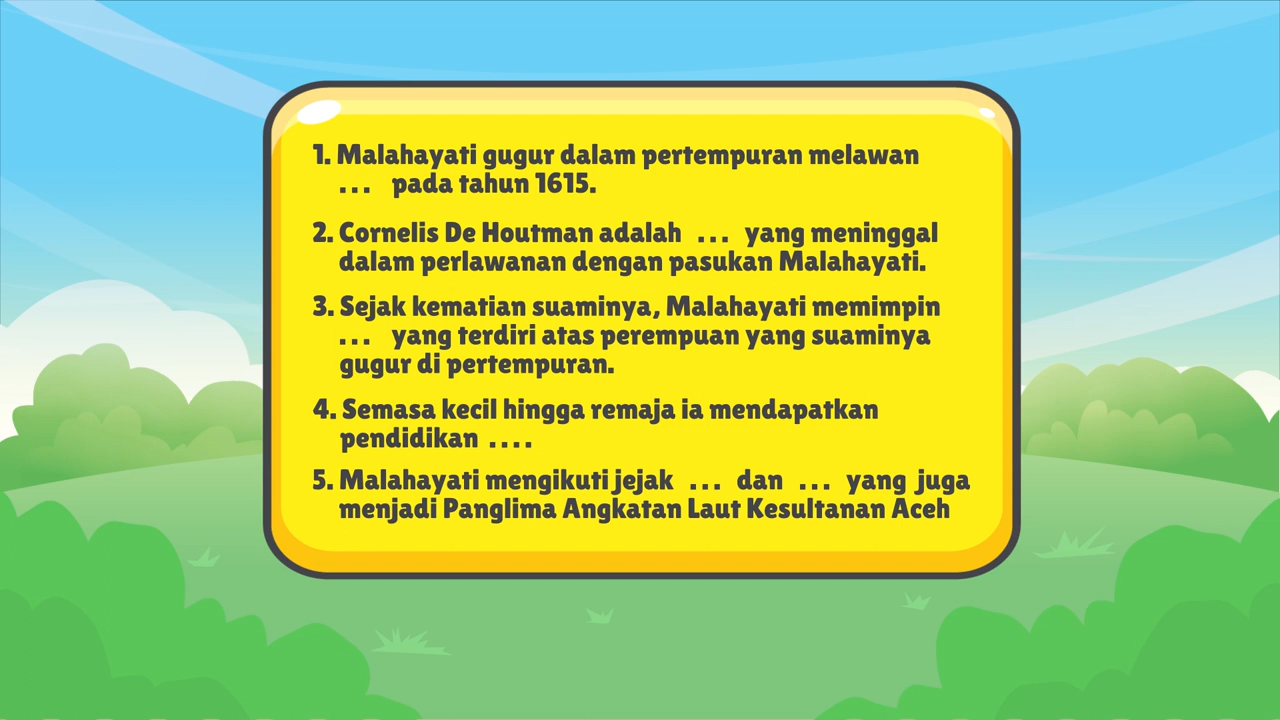 1. Malahayati gugur dalam pertempuran melawan
... pada tahun 1615.
2. Cornelis De Houtman adalah ... yang meninggal
dalam perlawanan dengan pasukan Malahayati.
3. Sejak kematian suaminya, Malahayati memimpin
... yang terdiri atas perempuan yang suaminya
gugur di pertempuran.
4. Semasa kecil hingga remaja ia mendapatkan
pendidikan ....
5. Malahayati mengikuti jejak ... dan ... yang juga
menjadi Panglima Angkatan Laut Kesultanan Aceh